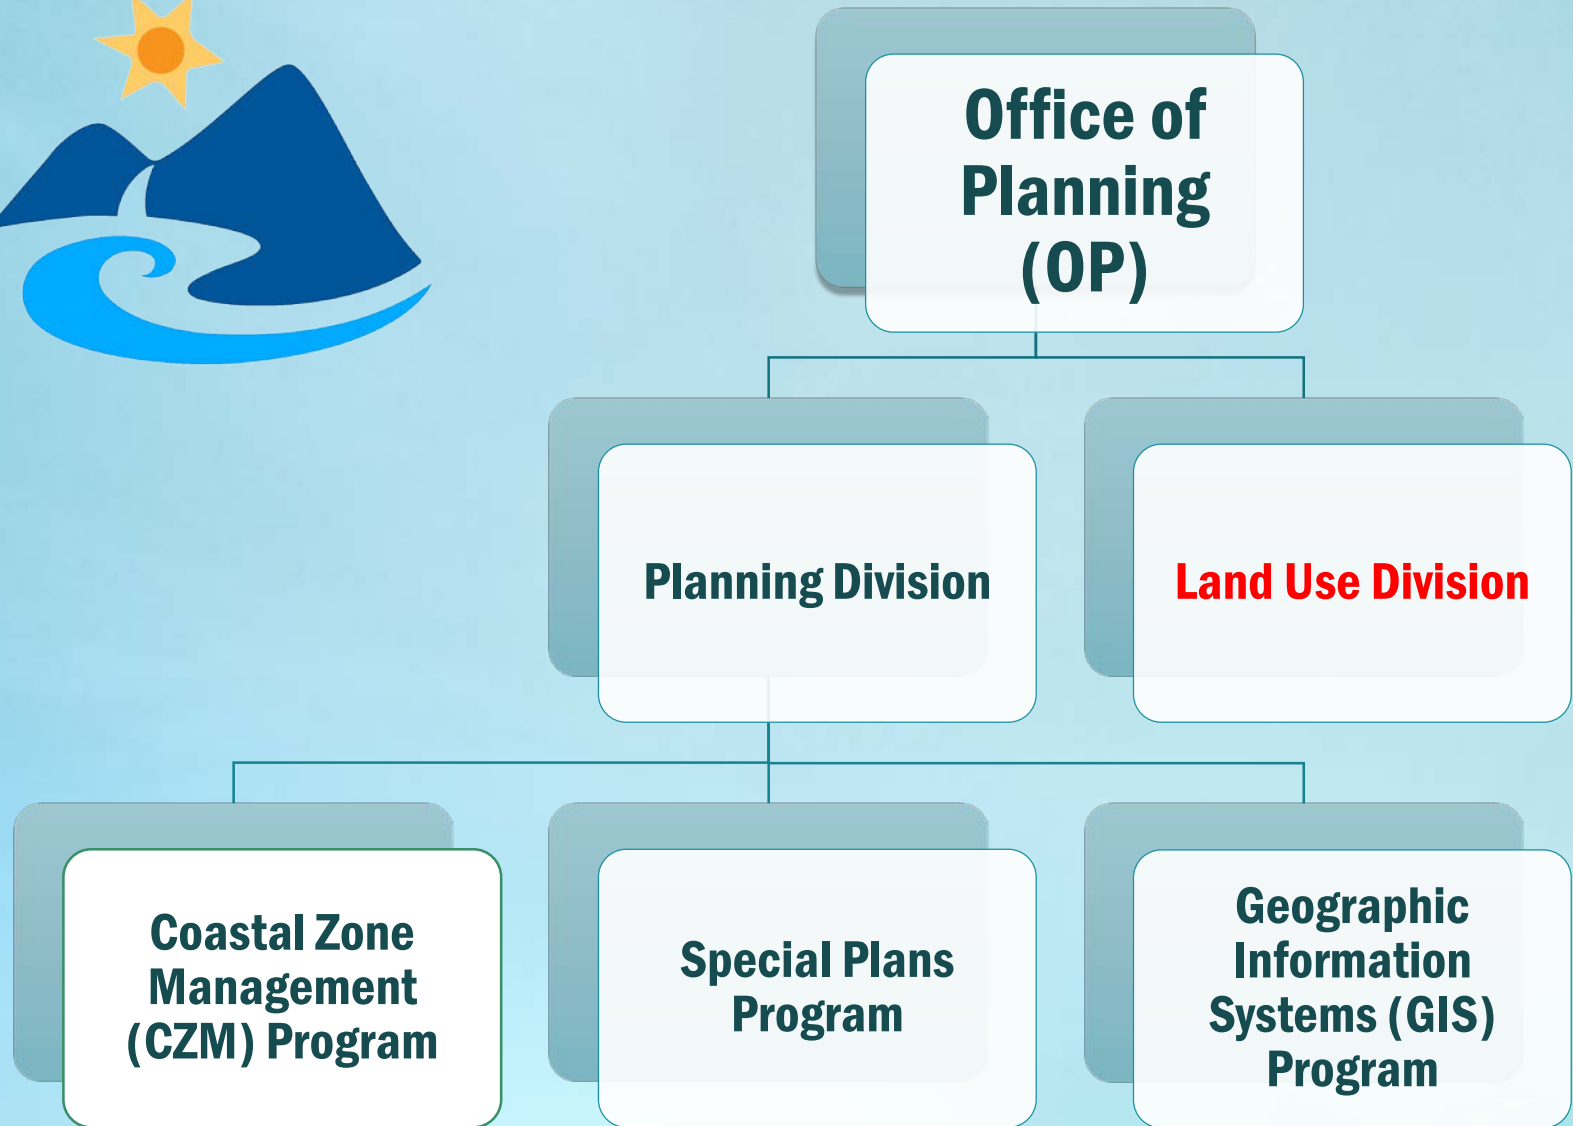 Office of
Planning
(OP)
Planning Division
Land Use Division
Coastal Zone
Management
(CZM) Program
Special Plans
Program
Geographic
Information
Systems (GIS)
Program